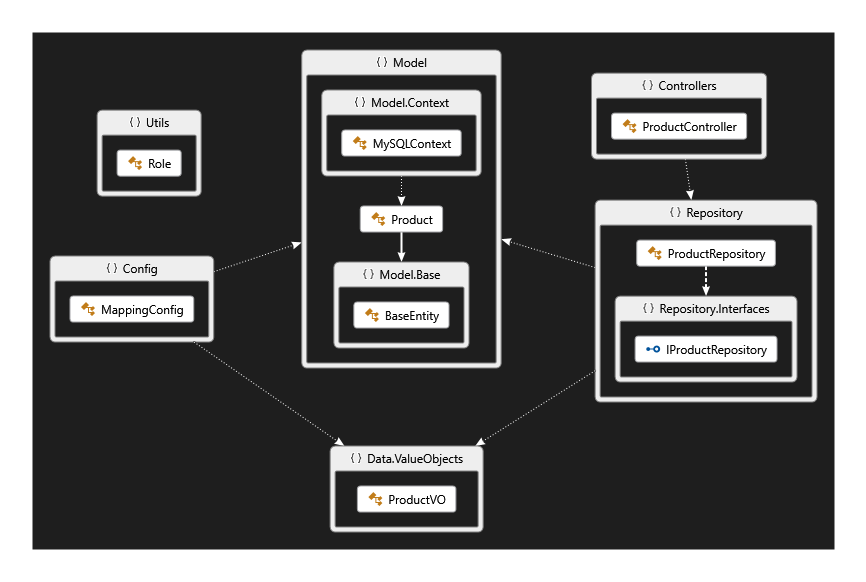 { } Model
{ } Model.Context
MySQLContext
Product
{ } Model.Base
BaseEntity
{ } Controllers
ProductController
{ } Utils
Role
{ } Repository
ProductRepository
{ } Repository.Interfaces
IProductRepository
{ } Config
MappingConfig
{ } Data.ValueObjects
ProductVO